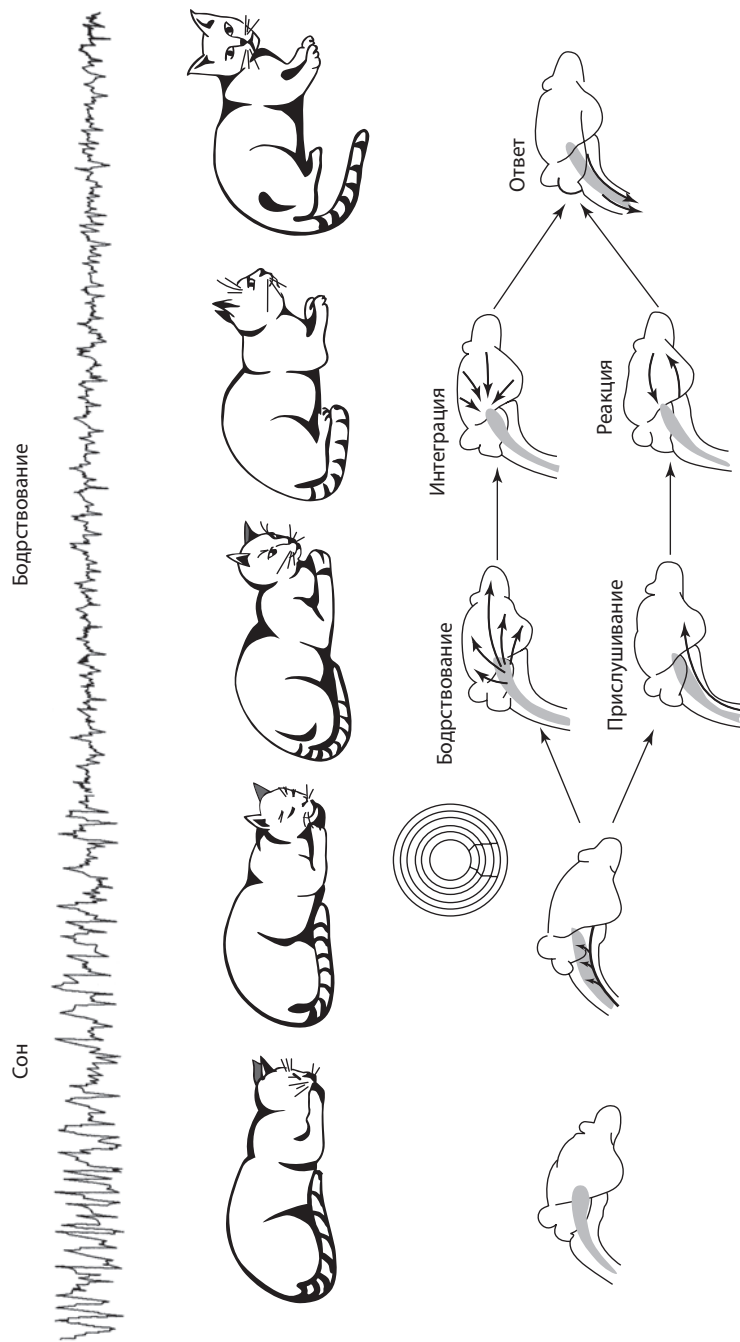 Сон
Бодрствование
Бодрствование
Интеграция
Ответ
Прислушивание
Реакция